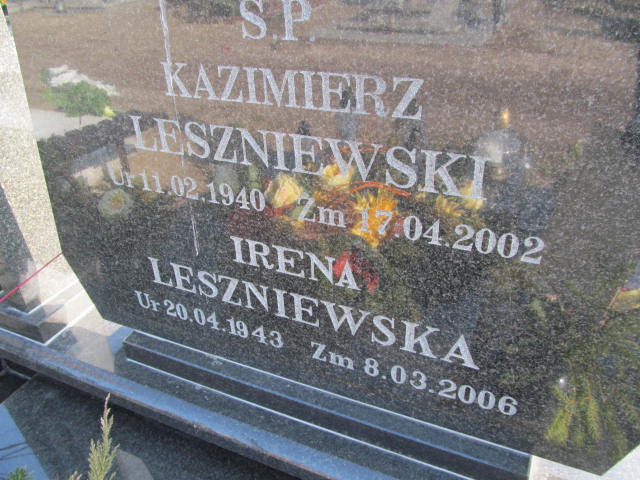 Ś.P.
KAZIMIERZ
LESZNIEWSKI
Ur 11.02.1940 Zm 17.04.2002
IRENA
LESZNIEWSKA
Ur 20.04.1943 Zm 8.03.2006